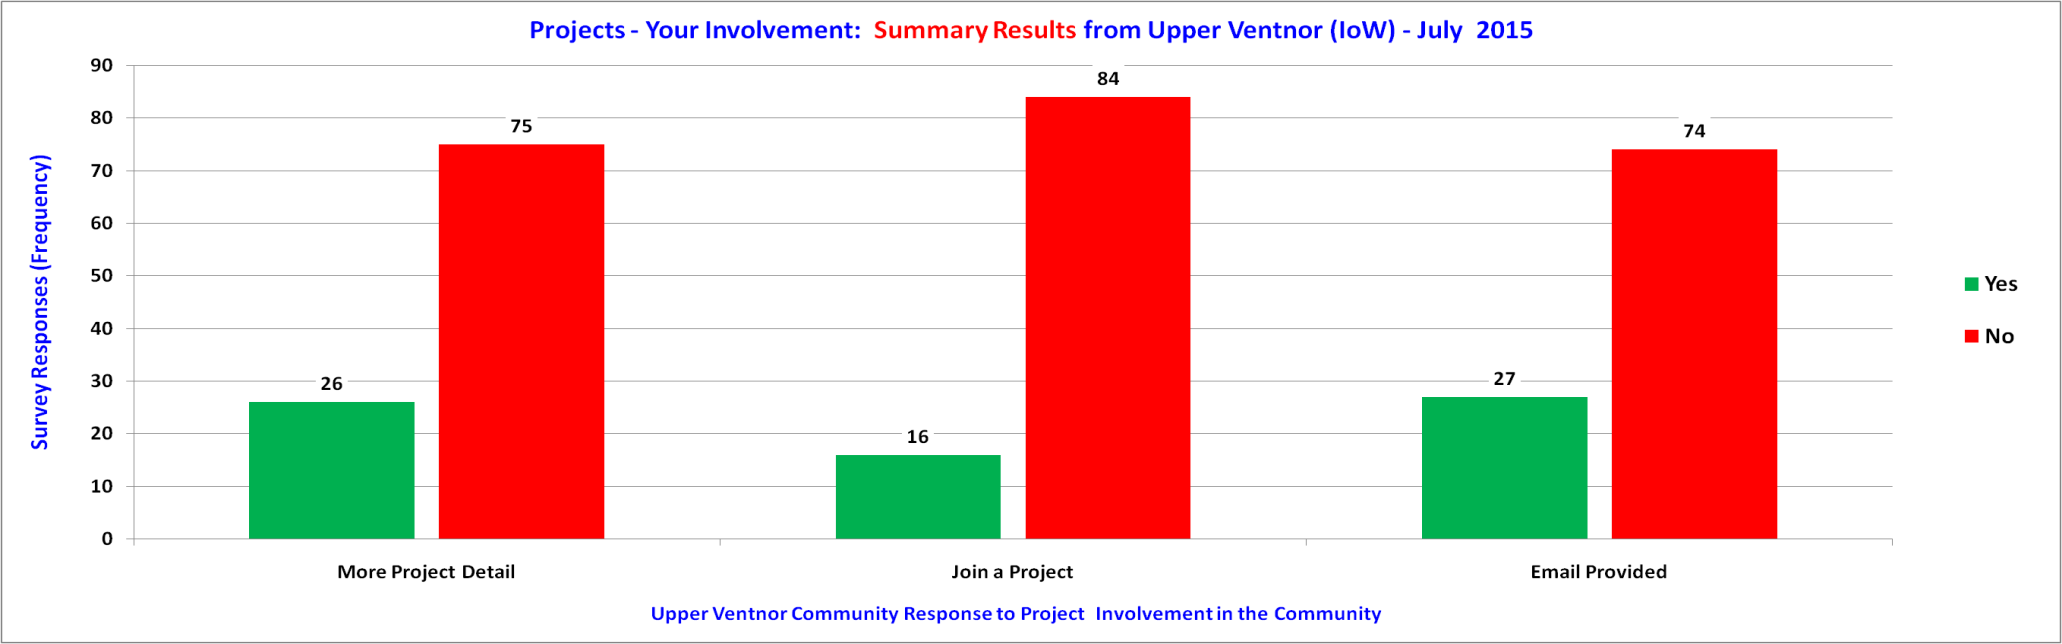 Projects - Your Involvement: Summary Results from Upper Ventnor (IoW) - July 2015
Survey Responses (Frequency)
90
80
70
60
50
40
30
20
10
0
26
75
16
84
27
74
Yes
No
More Project Detail
Join a Project
Email Provided
Upper Ventnor Community Response to Project Involvement in the Community